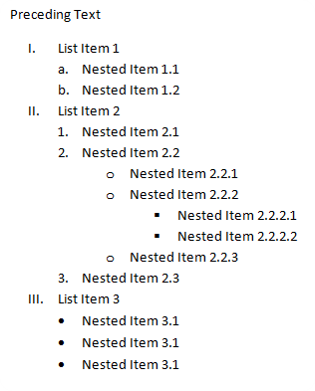 Preceding Text
I. List Item 1
a. Nested Item 1.1
b. Nested Item 1.2
II. List Item 2
1. Nested Item 2.1
2. Nested Item 2.2
o Nested Item 2.2.1
o Nested Item 2.2.2
▪ Nested Item 2.2.2.1
▪ Nested Item 2.2.2.2
o Nested Item 2.2.3
3. Nested Item 2.3
III. List Item 3
• Nested Item 3.1
• Nested Item 3.1
• Nested Item 3.1